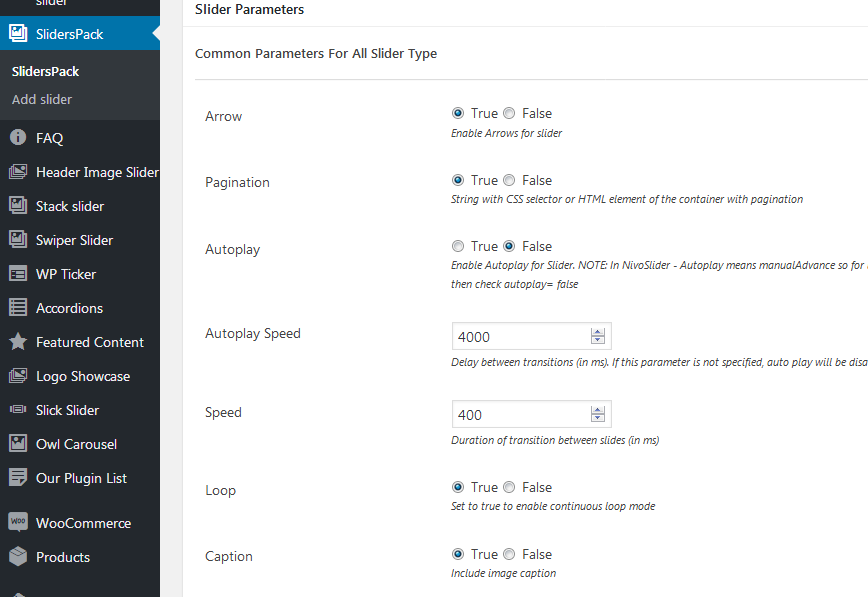 slider
SlidersPack
SlidersPack
Add slider
FAQ
Header Image Slider
Stack slider
Swiper Slider
WP Ticker
Accordions
Featured Content
Logo Showcase
Slick Slider
Owl Carousel
Our Plugin List
WOO WooCommerce
Products
Slider Parameters
Common Parameters For All Slider Type
Arrow
True False
Enable Arrows for slider
Pagination
True False
String with CSS selector or HTML element of the container with pagination
Autoplay
True False
Enable Autoplay for Slider. NOTE: In NivoSlider - Autoplay means manualAdvance so for
then check autoplay= false
Autoplay Speed
4000
Delay between transitions (in ms). If this parameter is not specified, auto play will be disa
Speed
400
Duration of transition between slides (in ms)
Loop
True False
Set to true to enable continuous loop mode
Caption
True False
Include image caption